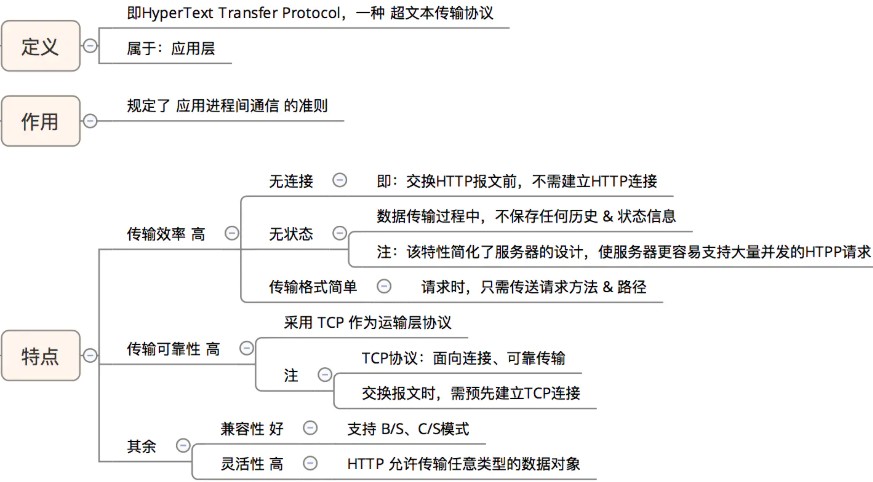 即HyperText Transfer Protocol，一种 超文本传输协议
定义
属于：应用层
规定了 应用进程间通信 的准则
作用
无连接
即：交换HTTP报文前，不需建立HTTP连接
数据传输过程中，不保存任何历史 & 状态信息
传输效率 高
无状态
注：该特性简化了服务器的设计，使服务器更容易支持大量并发的HTPP请求
传输格式简单
请求时，只需传送请求方法 & 路径
采用 TCP 作为运输层协议
特点
传输可靠性 高
TCP协议：面向连接、可靠传输
注
交换报文时，需预先建立TCP连接
兼容性 好
支持 B/S、C/S模式
其余
灵活性 高
HTTP 允许传输任意类型的数据对象